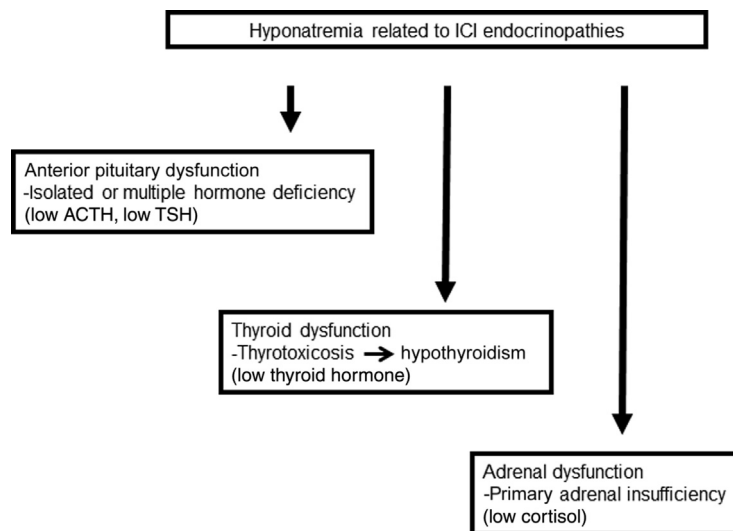 Hyponatremia related to ICI endocrinopathies
Anterior pituitary dysfunction
-Isolated or multiple hormone deficiency
(low ACTH, low TSH)
Thyroid dysfunction
-Thyrotoxicosis → hypothyroidism
(low thyroid hormone)
Adrenal dysfunction
-Primary adrenal insufficiency
(low cortisol)